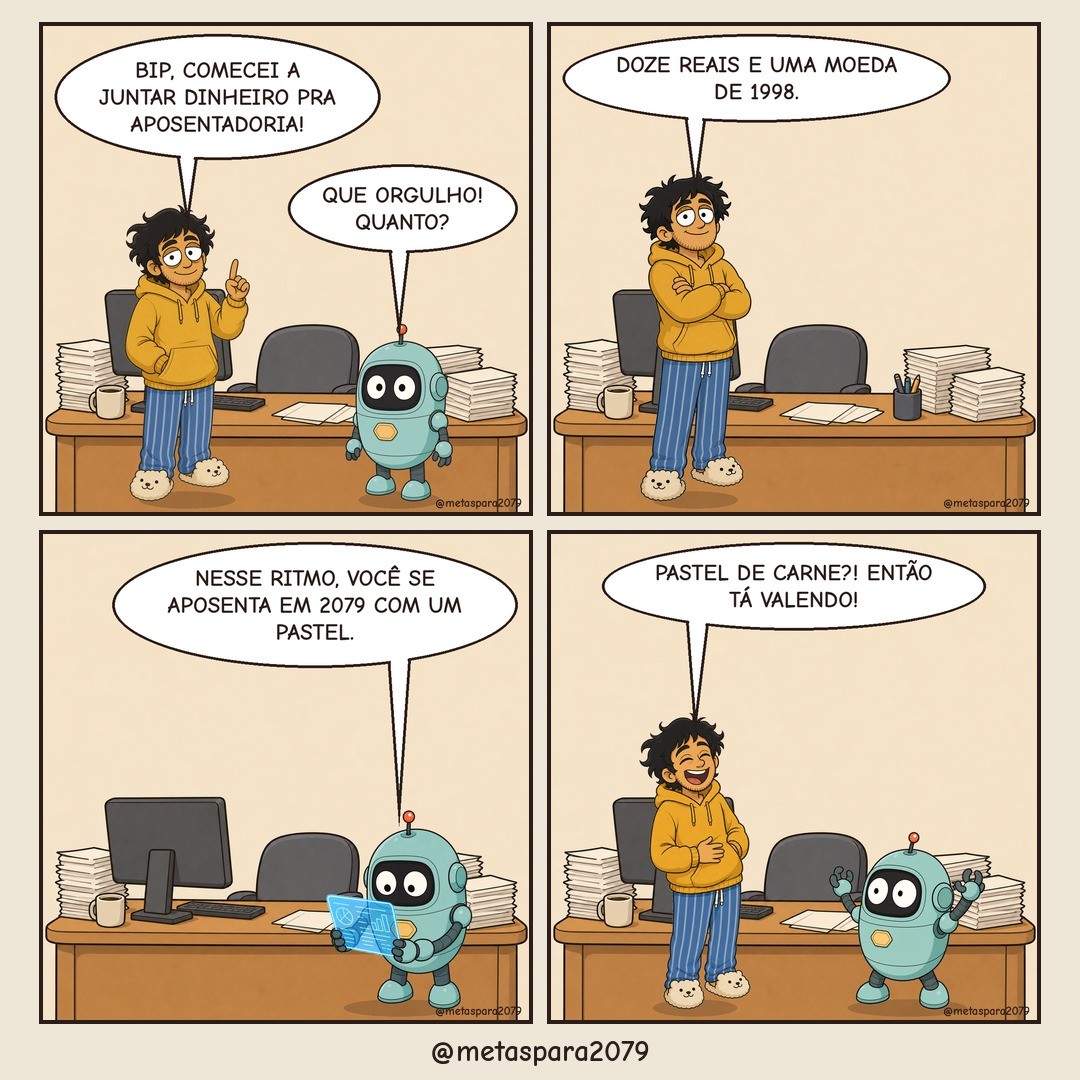 BIP, COMECEI A
JUNTAR DINHEIRO PRA
APOSENTADORIA!
QUE ORGULHO!
QUANTO?
@metaspara2079
DOZE REAIS E UMA MOEDA
DE 1998.
@metaspara2079
NESSE RITMO, VOCÊ SE
APOSENTA EM 2079 COM UM
PASTEL.
@metaspara2079
PASTEL DE CARNE?! ENTÃO
TÁ VALENDO!
@metaspara2079
@metaspara2079